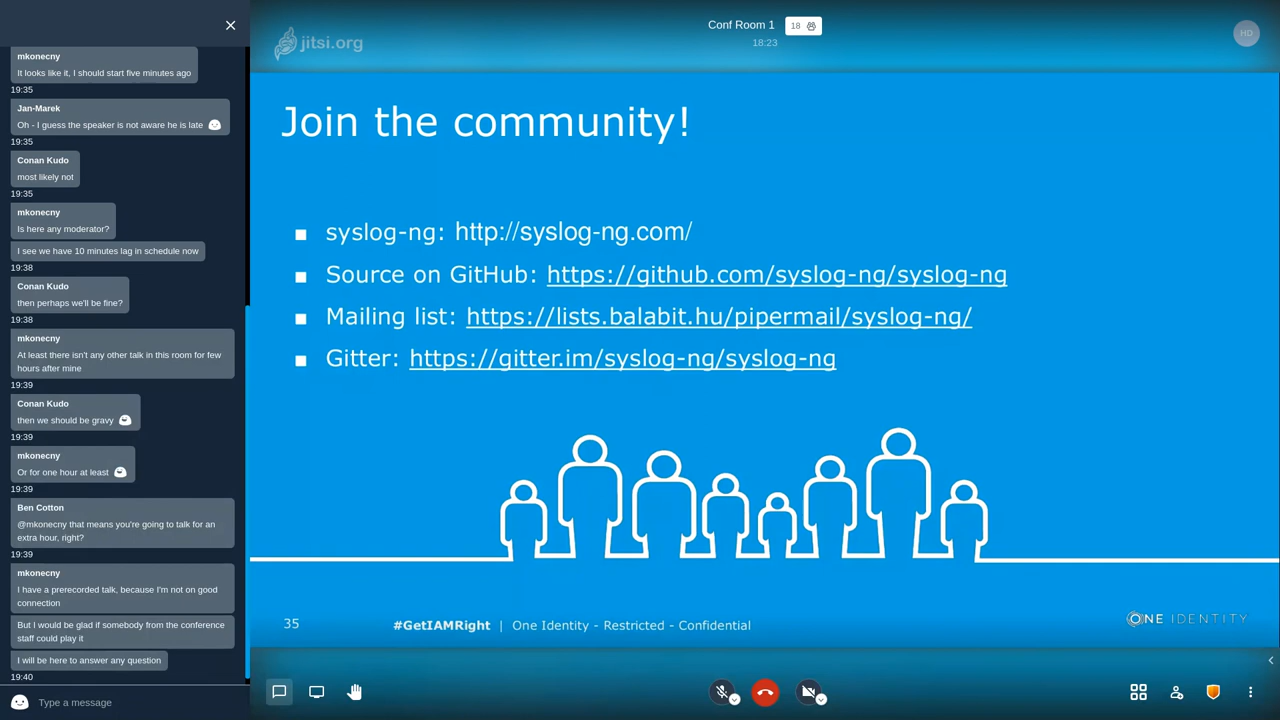 mkonecny
It looks like it, I should start five minutes ago
19:35
Jan-Marek
Oh - I guess the speaker is not aware he is late
19:35
Conan Kudo
most likely not
19:35
mkonecny
Is here any moderator?
I see we have 10 minutes lag in schedule now
19:38
Conan Kudo
then perhaps we'll be fine?
19:38
mkonecny
At least there isn't any other talk in this room for few
hours after mine
19:39
Conan Kudo
then we should be gravy
19:39
mkonecny
Or for one hour at least
19:39
Ben Cotton
@mkonecny that means you're going to talk for an
extra hour, right?
19:39
mkonecny
I have a prerecorded talk, because I'm not on good
connection
But I would be glad if somebody from the conference
staff could play it
I will be here to answer any question
19:40
Type a message
jitsi.org
Conf Room 1 18
18:23
HD
Join the community!
syslog-ng: http://syslog-ng.com/
Source on GitHub: https://github.com/syslog-ng/syslog-ng
Mailing list: https://lists.balabit.hu/pipermail/syslog-ng/
Gitter: https://gitter.im/syslog-ng/syslog-ng
35 #GetIAMRight | One Identity - Restricted - Confidential
ONE IDENTITY